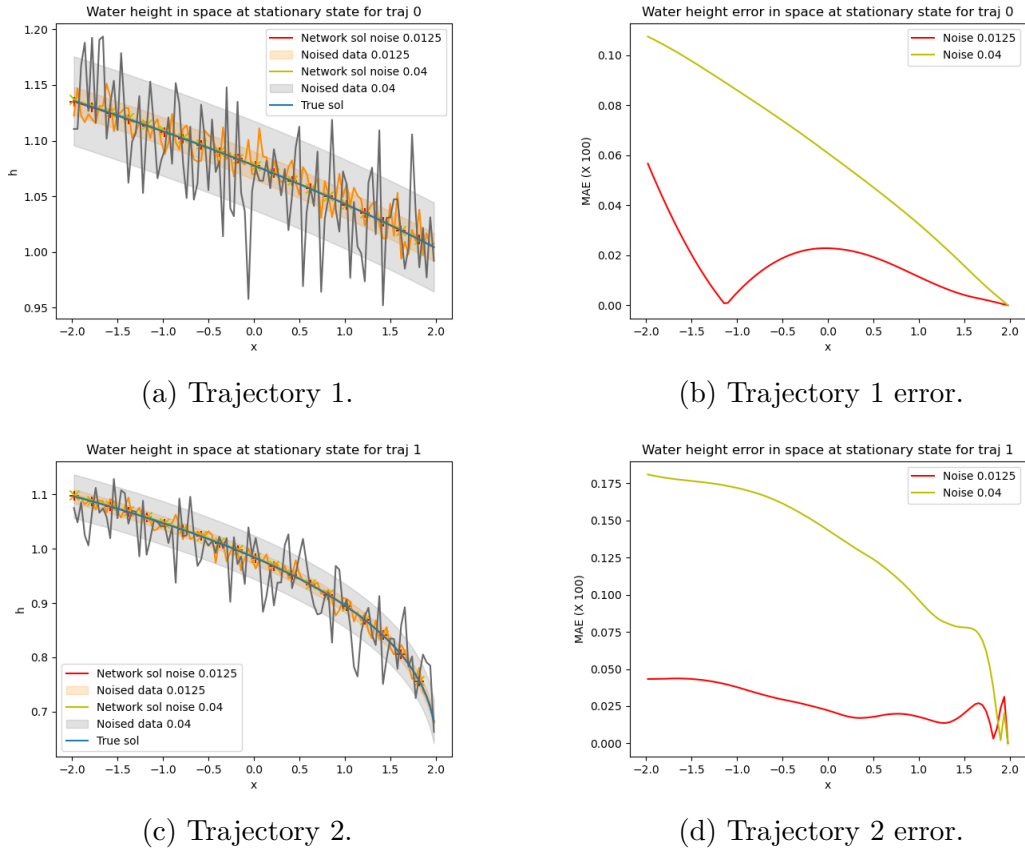 Water height in space at stationary state for traj 0
1.20
1.15
1.10
1.05
1.00
0.95
h
−2.0 −1.5 −1.0 −0.5 0.0 0.5 1.0 1.5 2.0
x
Network sol noise 0.0125
Noised data 0.0125
Network sol noise 0.04
Noised data 0.04
True sol
(a) Trajectory 1.
Water height error in space at stationary state for traj 0
0.10
0.08
0.06
0.04
0.02
0.00
MAE (X 100)
−2.0 −1.5 −1.0 −0.5 0.0 0.5 1.0 1.5 2.0
x
Noise 0.0125
Noise 0.04
(b) Trajectory 1 error.
Water height in space at stationary state for traj 1
1.1
1.0
0.9
0.8
0.7
h
−2.0 −1.5 −1.0 −0.5 0.0 0.5 1.0 1.5 2.0
x
Network sol noise 0.0125
Noised data 0.0125
Network sol noise 0.04
Noised data 0.04
True sol
(c) Trajectory 2.
Water height error in space at stationary state for traj 1
0.175
0.150
0.125
0.100
0.075
0.050
0.025
0.000
MAE (X 100)
−2.0 −1.5 −1.0 −0.5 0.0 0.5 1.0 1.5 2.0
x
Noise 0.0125
Noise 0.04
(d) Trajectory 2 error.